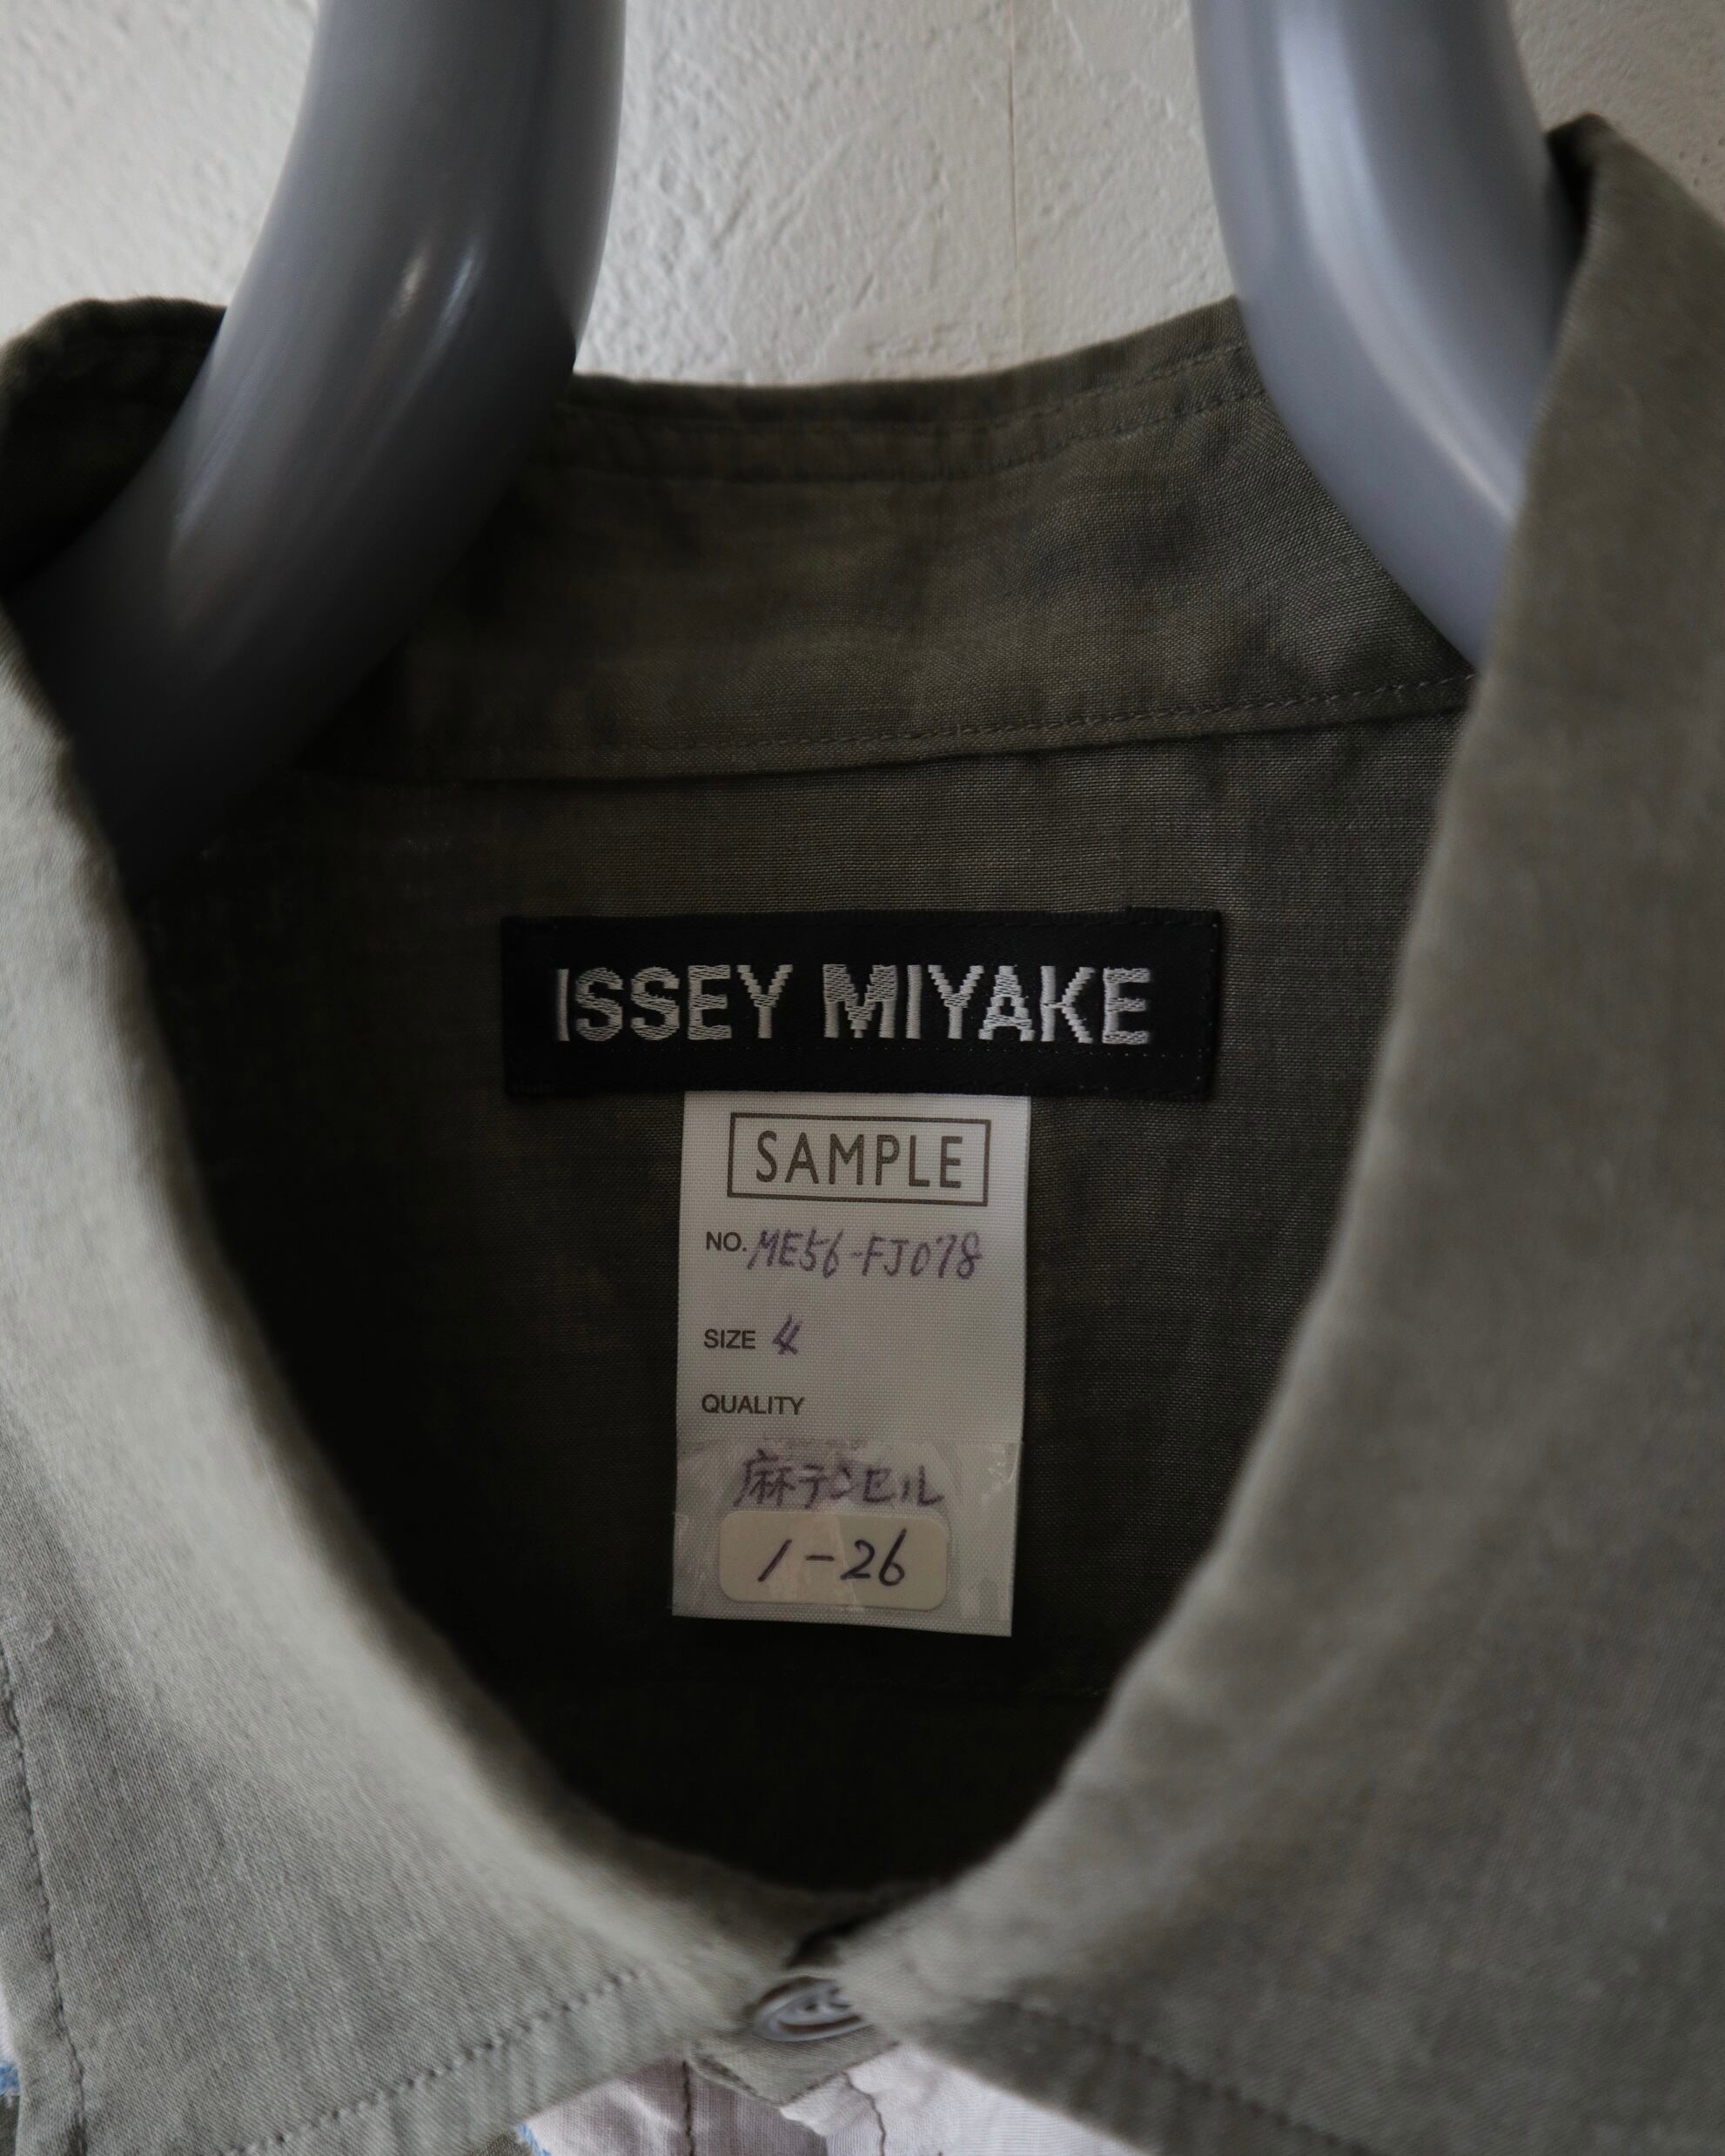 ISSEY MIYAKE
SAMPLE
NO. ME56-FJ078
SIZE 4
QUALITY
麻テンセル
1-26